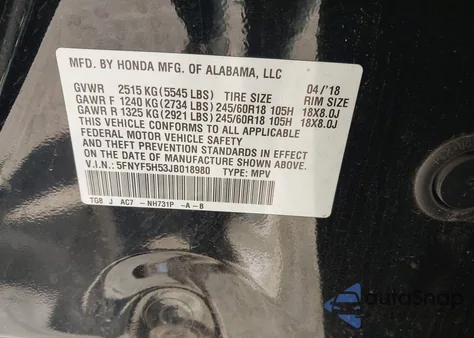 MFD. BY HONDA MFG. OF ALABAMA, LLC
04/'18
GVWR 2515 KG (5545 LBS) TIRE SIZE RIM SIZE
GAWR F 1240 KG (2734 LBS) 245/60R18 105H 18X8.0J
GAWR R 1325 KG (2921 LBS) 245/60R18 105H 18X8.0J
THIS VEHICLE CONFORMS TO ALL APPLICABLE
FEDERAL MOTOR VEHICLE SAFETY
AND THEFT PREVENTION STANDARDS IN EFFECT
ON THE DATE OF MANUFACTURE SHOWN ABOVE.
V.I.N.: 5FNYF5H53JB018980 TYPE: MPV
TG8 J AC7 -NH731P -A-B
autoSnap